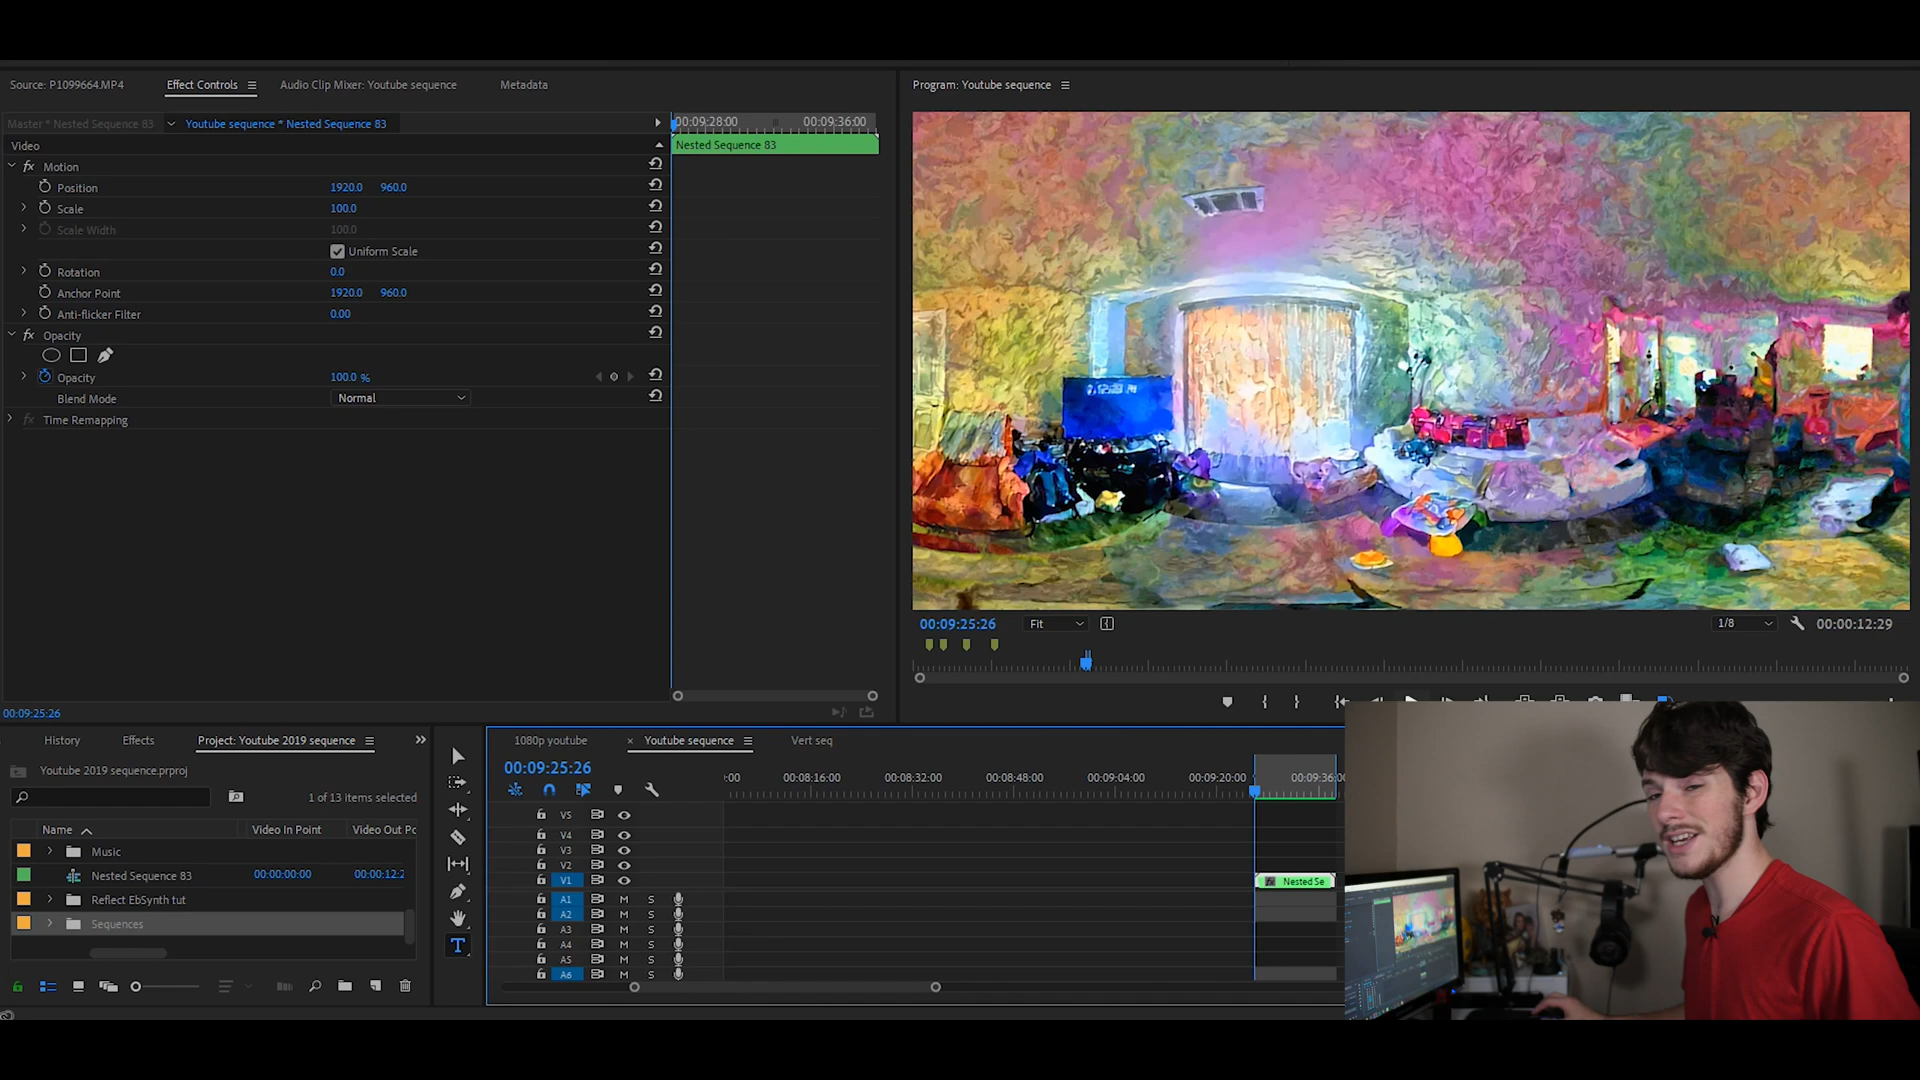 Source: P1099664.MP4
Effect Controls
Audio Clip Mixer: Youtube sequence
Metadata
Program: Youtube sequence
Master * Nested Sequence 83
Youtube sequence * Nested Sequence 83
00:09:28:00
00:09:36:00
Video
Nested Sequence 83
fx Motion
Position 1920.0 960.0
Scale 100.0
Scale Width 100.0
Uniform Scale
Rotation 0.0
Anchor Point 1920.0 960.0
Anti-flicker Filter 0.00
fx Opacity
Opacity 100.0 %
Blend Mode Normal
fx Time Remapping
00:09:25:26
Fit
1/8
00:00:12:29
00:09:25:26
History
Effects
Project: Youtube 2019 sequence
Youtube 2019 sequence.prproj
1 of 13 items selected
Name
Video In Point
Music
Nested Sequence 83 00:00:00:00
Reflect EbSynth tut
Sequences
1080p youtube
× Youtube sequence
Vert seq
00:09:25:26
:00
00:08:16:00
00:08:32:00
00:08:48:00
00:09:04:00
00:09:20:00
V5
V4
V3
V2
V1
Nested Se
A1 M S
A2 M S
A3 M S
A4 M S
A5 M S
A6 M S
T